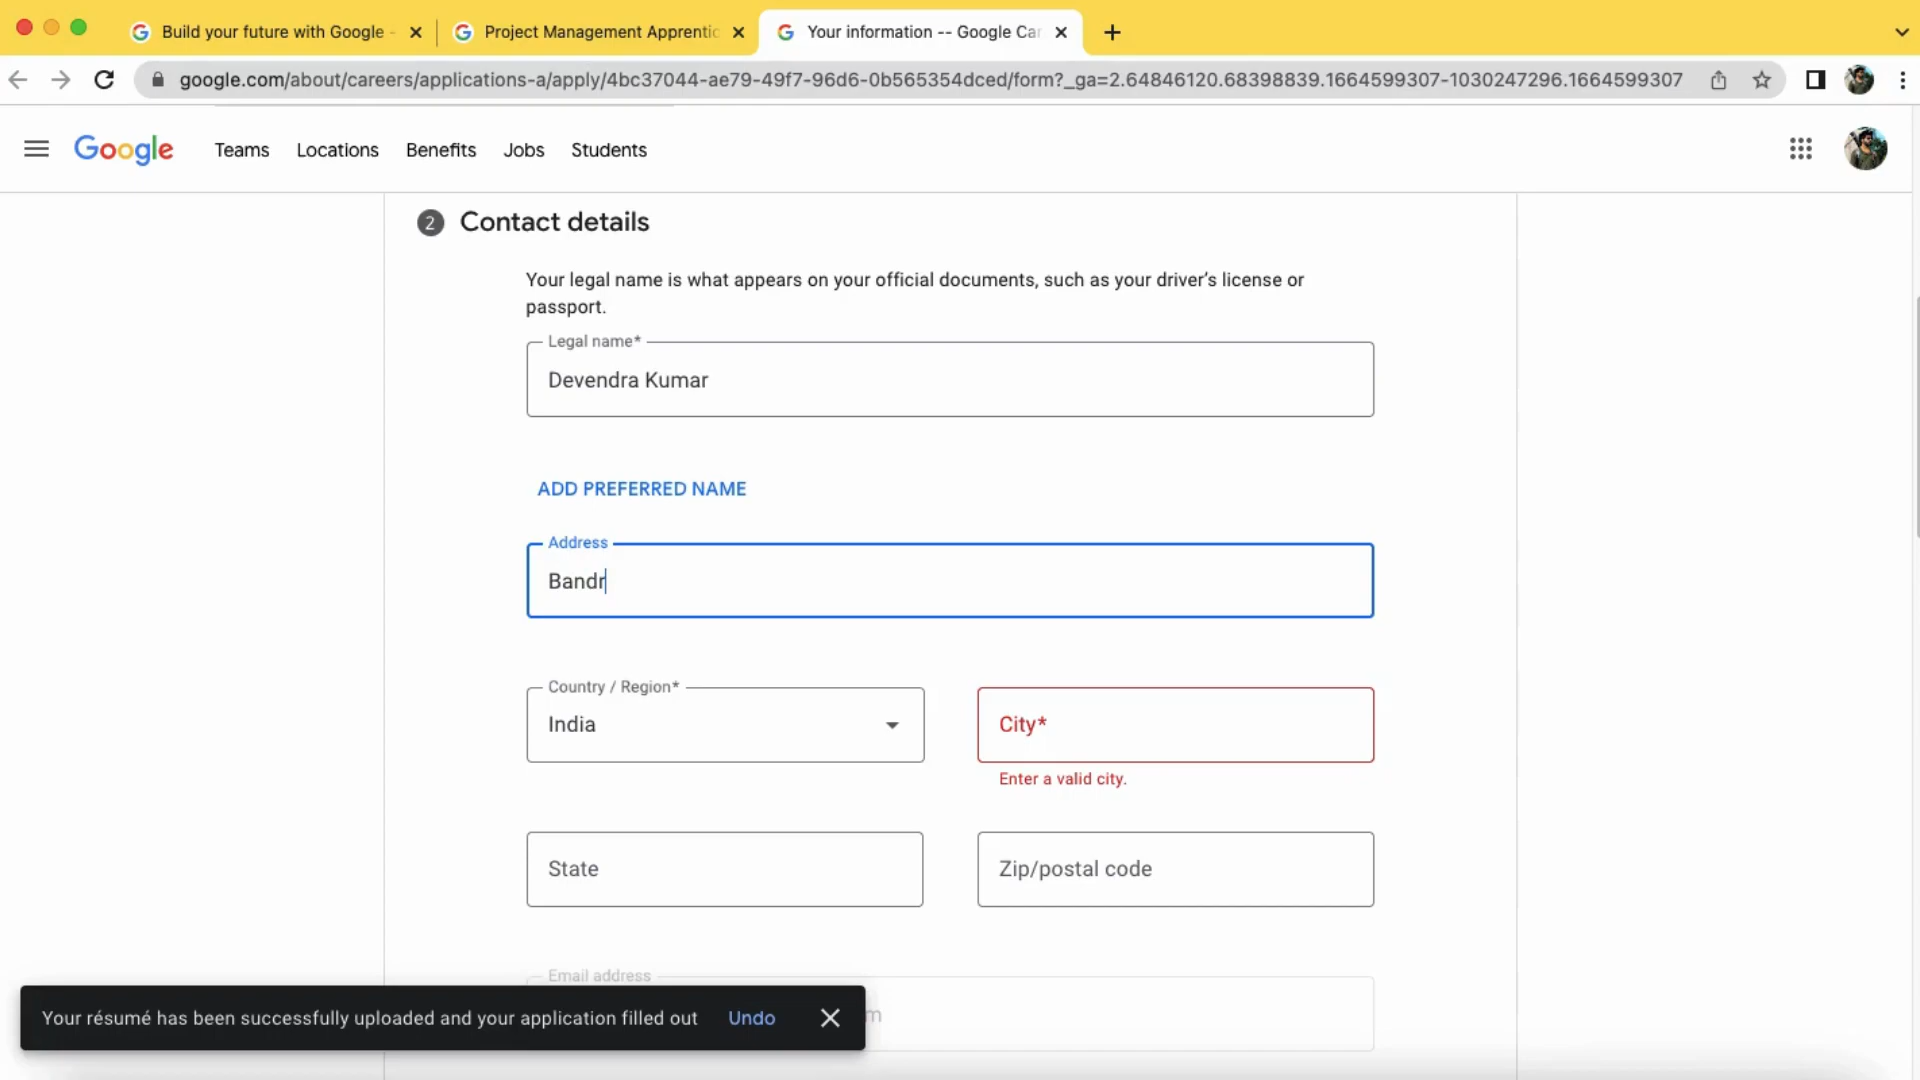 Build your future with Google -
Project Management Apprentic
Your information -- Google Car
google.com/about/careers/applications-a/apply/4bc37044-ae79-49f7-96d6-0b565354dced/form?_ga=2.64846120.68398839.1664599307-1030247296.1664599307
Google
Teams
Locations
Benefits
Jobs
Students
2 Contact details
Your legal name is what appears on your official documents, such as your driver’s license or
passport.
Legal name*
Devendra Kumar
ADD PREFERRED NAME
Address
Bandr
Country / Region*
India
City*
Enter a valid city.
State
Zip/postal code
Email address
m
Your résumé has been successfully uploaded and your application filled out Undo